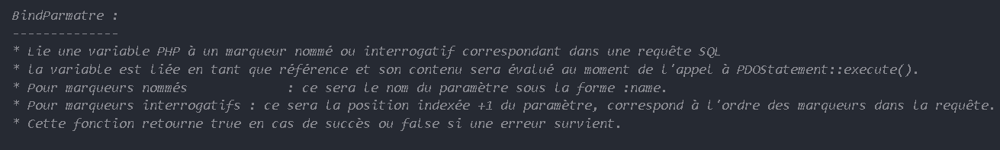 BindParmatre :
--------------
* Lie une variable PHP à un marqueur nommé ou interrogatif correspondant dans une requête SQL
* la variable est liée en tant que référence et son contenu sera évalué au moment de l'appel à PDOStatement::execute().
* Pour marqueurs nommés             : ce sera le nom du paramètre sous la forme :name.
* Pour marqueurs interrogatifs : ce sera la position indexée +1 du paramètre, correspond à l'ordre des marqueurs dans la requête.
* Cette fonction retourne true en cas de succès ou false si une erreur survient.